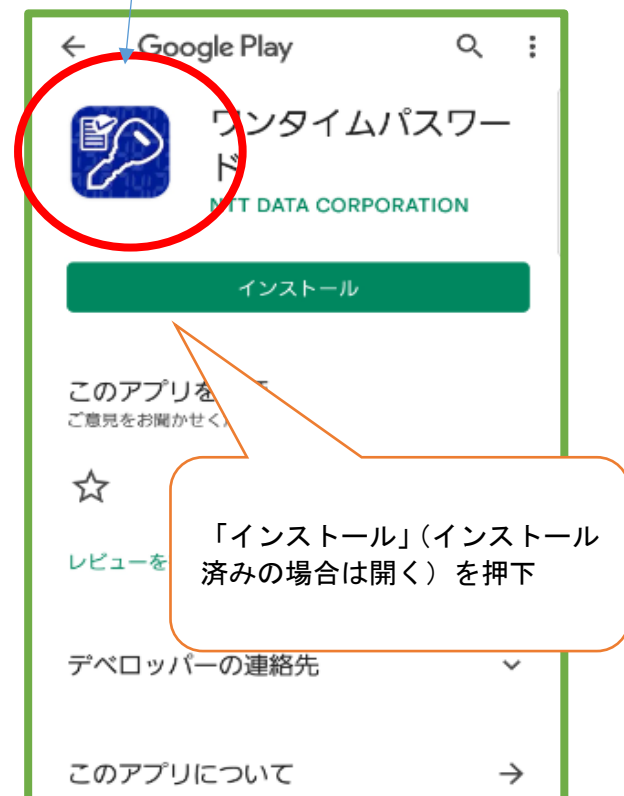 Google Play
ワンタイムパスワー
ド
NTT DATA CORPORATION
インストール
このアプリを
ご意見をお聞かせく
「インストール」（インストール
済みの場合は開く）を押下
レビューを
デベロッパーの連絡先
このアプリについて